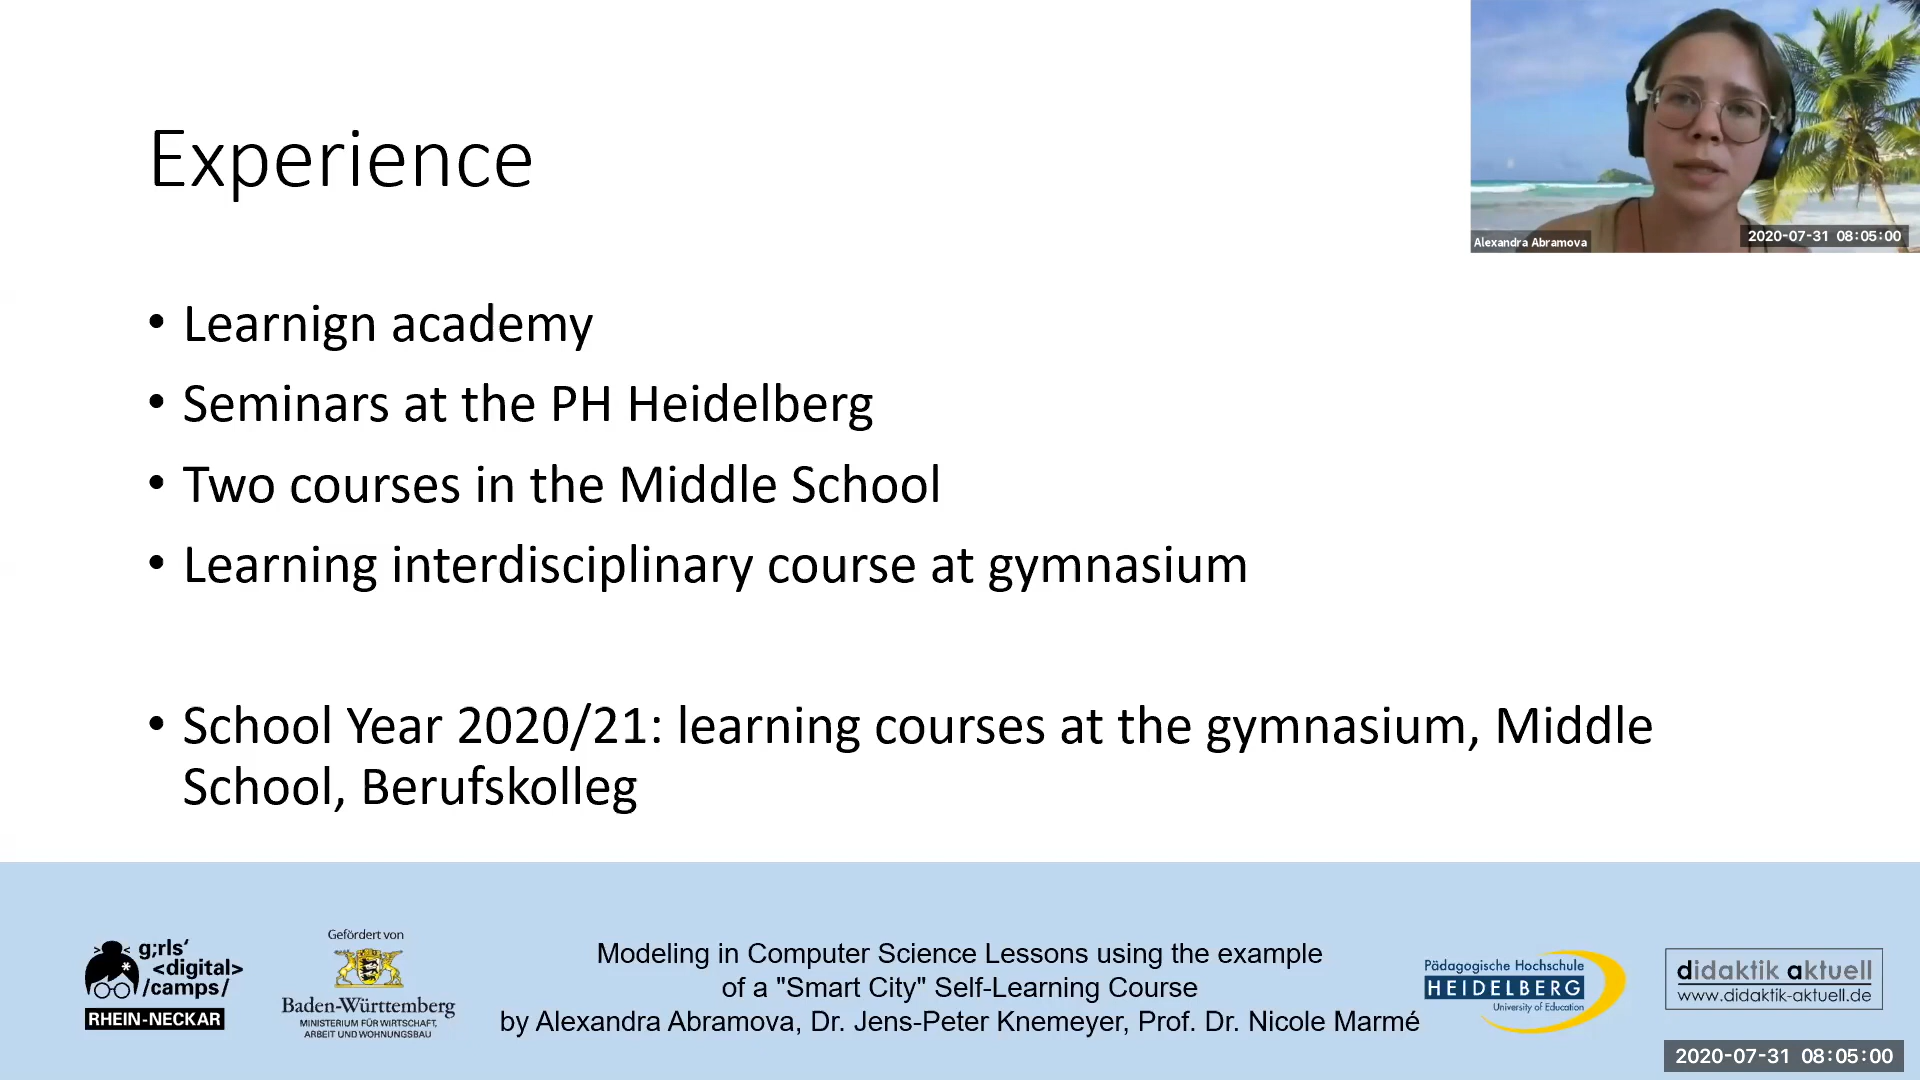 Experience
Alexandra Abramova
2020-07-31 08:05:00
• Learnign academy
• Seminars at the PH Heidelberg
• Two courses in the Middle School
• Learning interdisciplinary course at gymnasium
• School Year 2020/21: learning courses at the gymnasium, Middle
School, Berufskolleg
g;rls‘
<digital>
/camps/
RHEIN-NECKAR
Gefördert von
Baden-Württemberg
MINISTERIUM FÜR WIRTSCHAFT,
ARBEIT UND WOHNUNGSBAU
Modeling in Computer Science Lessons using the example
of a "Smart City" Self-Learning Course
by Alexandra Abramova, Dr. Jens-Peter Knemeyer, Prof. Dr. Nicole Marmé
Pädagogische Hochschule
HEIDELBERG
University of Education
didaktik aktuell
www.didaktik-aktuell.de
2020-07-31 08:05:00